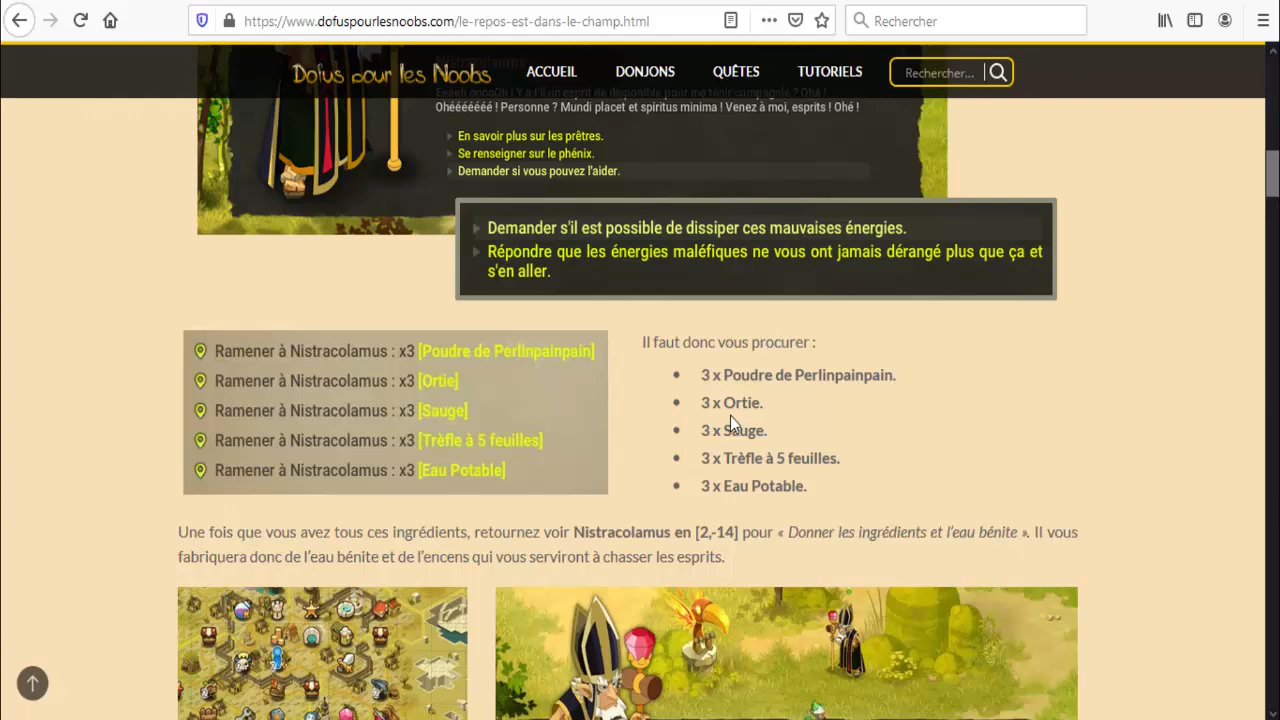 https://www.dofuspourlesnoobs.com/le-repos-est-dans-le-champ.html
Rechercher
Dofus pour les Noobs
ACCUEIL
DONJONS
QUÊTES
TUTORIELS
Rechercher...
Ohéééééé ! Personne ? Mundi placet et spiritus minima ! Venez à moi, esprits ! Ohé !
En savoir plus sur les prêtres.
Se renseigner sur le phénix.
Demander si vous pouvez l'aider.
Demander s'il est possible de dissiper ces mauvaises énergies.
Répondre que les énergies maléfiques ne vous ont jamais dérangé plus que ça et
s'en aller.
Ramener à Nistracolamus : x3 [Poudre de Perlinpainpain]
Ramener à Nistracolamus : x3 [Ortie]
Ramener à Nistracolamus : x3 [Sauge]
Ramener à Nistracolamus : x3 [Trèfle à 5 feuilles]
Ramener à Nistracolamus : x3 [Eau Potable]
Il faut donc vous procurer :
3 x Poudre de Perlinpainpain.
3 x Ortie.
3 x Sauge.
3 x Trèfle à 5 feuilles.
3 x Eau Potable.
Une fois que vous avez tous ces ingrédients, retournez voir Nistracolamus en [2,-14] pour « Donner les ingrédients et l'eau bénite ». Il vous
fabriquera donc de l'eau bénite et de l'encens qui vous serviront à chasser les esprits.